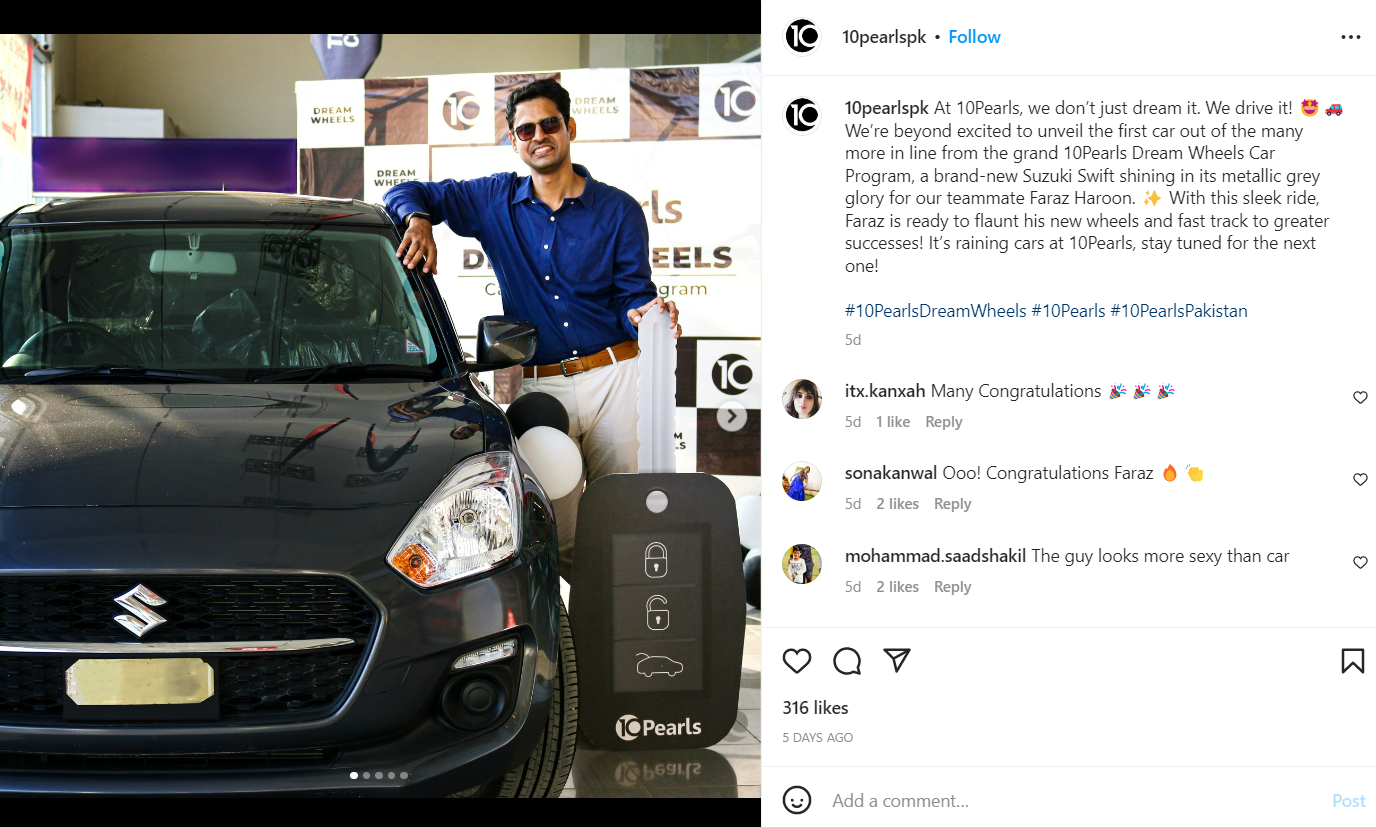 TC
DREAM
WHEELS
10
DREAM
WHEELS
10
DREAM
WHEELS
rls
D
EELS
Ca
gram
10
10Pearls
10pearlspk • Follow
10pearlspk At 10Pearls, we don’t just dream it. We drive it! 🤩 🚗
We’re beyond excited to unveil the first car out of the many
more in line from the grand 10Pearls Dream Wheels Car
Program, a brand-new Suzuki Swift shining in its metallic grey
glory for our teammate Faraz Haroon. ✨ With this sleek ride,
Faraz is ready to flaunt his new wheels and fast track to greater
successes! It’s raining cars at 10Pearls, stay tuned for the next
one!
#10PearlsDreamWheels #10Pearls #10PearlsPakistan
5d
itx.kanxah Many Congratulations 🎉 🎉 🎉
5d 1 like Reply
sonakanwal Ooo! Congratulations Faraz 🔥 👏
5d 2 likes Reply
mohammad.saadshakil The guy looks more sexy than car
5d 2 likes Reply
316 likes
5 DAYS AGO
Add a comment...
Post